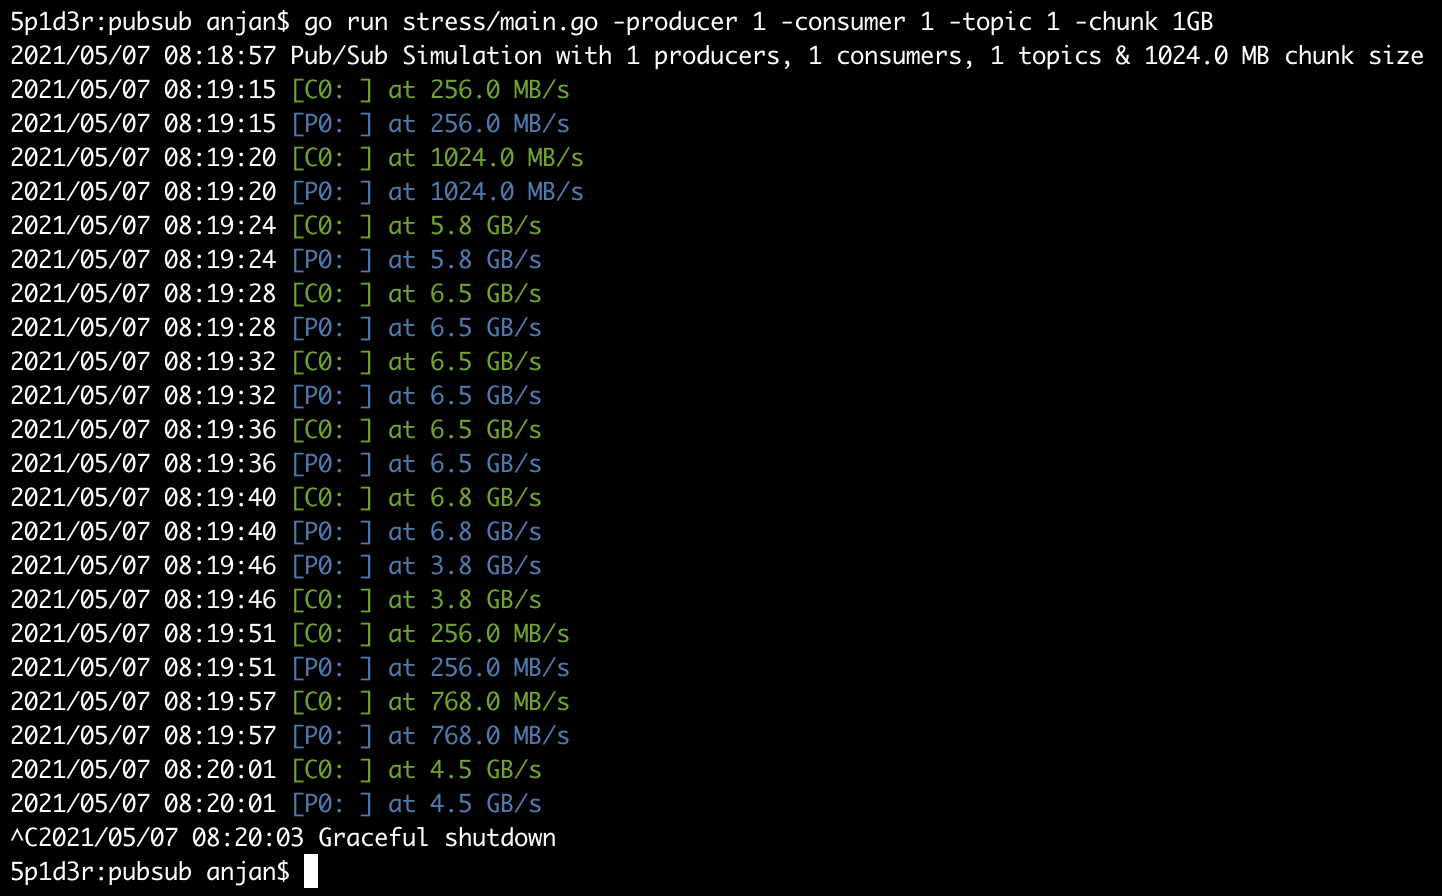 5p1d3r:pubsub anjan$ go run stress/main.go -producer 1 -consumer 1 -topic 1 -chunk 1GB
2021/05/07 08:18:57 Pub/Sub Simulation with 1 producers, 1 consumers, 1 topics & 1024.0 MB chunk size
2021/05/07 08:19:15 [C0: ] at 256.0 MB/s
2021/05/07 08:19:15 [P0: ] at 256.0 MB/s
2021/05/07 08:19:20 [C0: ] at 1024.0 MB/s
2021/05/07 08:19:20 [P0: ] at 1024.0 MB/s
2021/05/07 08:19:24 [C0: ] at 5.8 GB/s
2021/05/07 08:19:24 [P0: ] at 5.8 GB/s
2021/05/07 08:19:28 [C0: ] at 6.5 GB/s
2021/05/07 08:19:28 [P0: ] at 6.5 GB/s
2021/05/07 08:19:32 [C0: ] at 6.5 GB/s
2021/05/07 08:19:32 [P0: ] at 6.5 GB/s
2021/05/07 08:19:36 [C0: ] at 6.5 GB/s
2021/05/07 08:19:36 [P0: ] at 6.5 GB/s
2021/05/07 08:19:40 [C0: ] at 6.8 GB/s
2021/05/07 08:19:40 [P0: ] at 6.8 GB/s
2021/05/07 08:19:46 [P0: ] at 3.8 GB/s
2021/05/07 08:19:46 [C0: ] at 3.8 GB/s
2021/05/07 08:19:51 [C0: ] at 256.0 MB/s
2021/05/07 08:19:51 [P0: ] at 256.0 MB/s
2021/05/07 08:19:57 [C0: ] at 768.0 MB/s
2021/05/07 08:19:57 [P0: ] at 768.0 MB/s
2021/05/07 08:20:01 [C0: ] at 4.5 GB/s
2021/05/07 08:20:01 [P0: ] at 4.5 GB/s
^C2021/05/07 08:20:03 Graceful shutdown
5p1d3r:pubsub anjan$